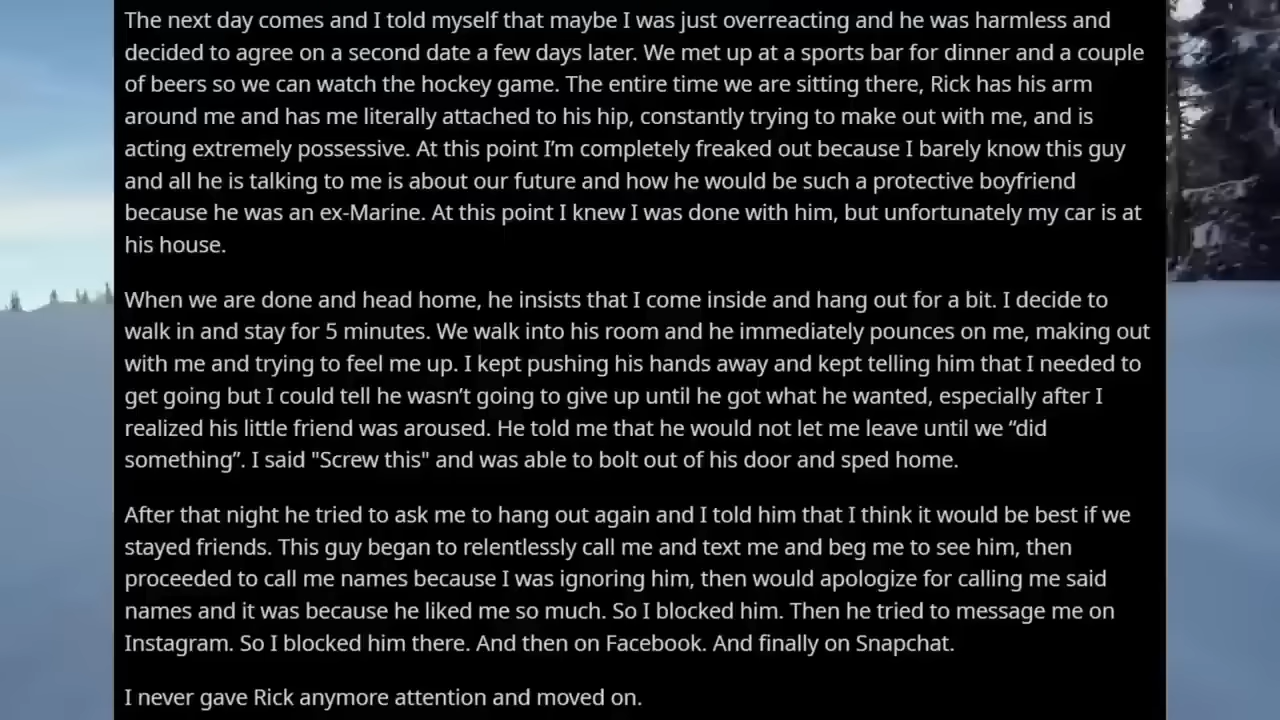 The next day comes and I told myself that maybe I was just overreacting and he was harmless and
decided to agree on a second date a few days later. We met up at a sports bar for dinner and a couple
of beers so we can watch the hockey game. The entire time we are sitting there, Rick has his arm
around me and has me literally attached to his hip, constantly trying to make out with me, and is
acting extremely possessive. At this point I’m completely freaked out because I barely know this guy
and all he is talking to me is about our future and how he would be such a protective boyfriend
because he was an ex-Marine. At this point I knew I was done with him, but unfortunately my car is at
his house.
When we are done and head home, he insists that I come inside and hang out for a bit. I decide to
walk in and stay for 5 minutes. We walk into his room and he immediately pounces on me, making out
with me and trying to feel me up. I kept pushing his hands away and kept telling him that I needed to
get going but I could tell he wasn’t going to give up until he got what he wanted, especially after I
realized his little friend was aroused. He told me that he would not let me leave until we “did
something”. I said "Screw this" and was able to bolt out of his door and sped home.
After that night he tried to ask me to hang out again and I told him that I think it would be best if we
stayed friends. This guy began to relentlessly call me and text me and beg me to see him, then
proceeded to call me names because I was ignoring him, then would apologize for calling me said
names and it was because he liked me so much. So I blocked him. Then he tried to message me on
Instagram. So I blocked him there. And then on Facebook. And finally on Snapchat.
I never gave Rick anymore attention and moved on.